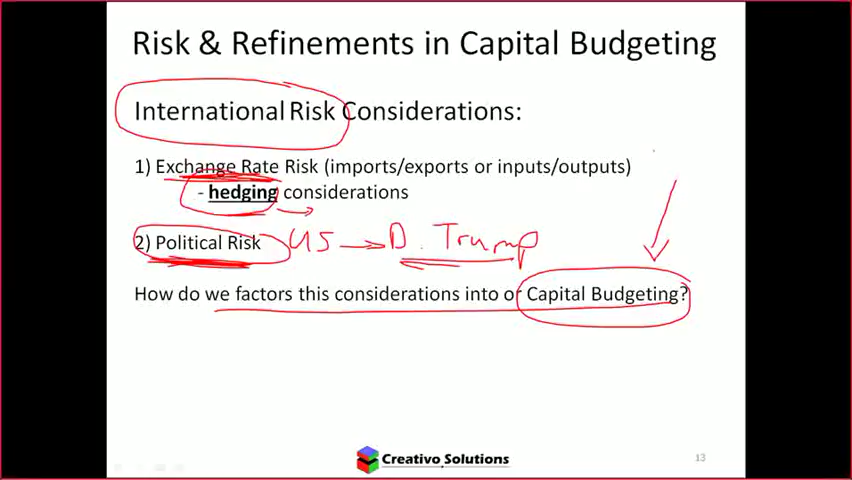 Risk & Refinements in Capital Budgeting
International Risk Considerations:
1) Exchange Rate Risk (imports/exports or inputs/outputs)
- hedging considerations
2) Political Risk US → D. Trump
How do we factors this considerations into or Capital Budgeting?
Creativo Solutions
13